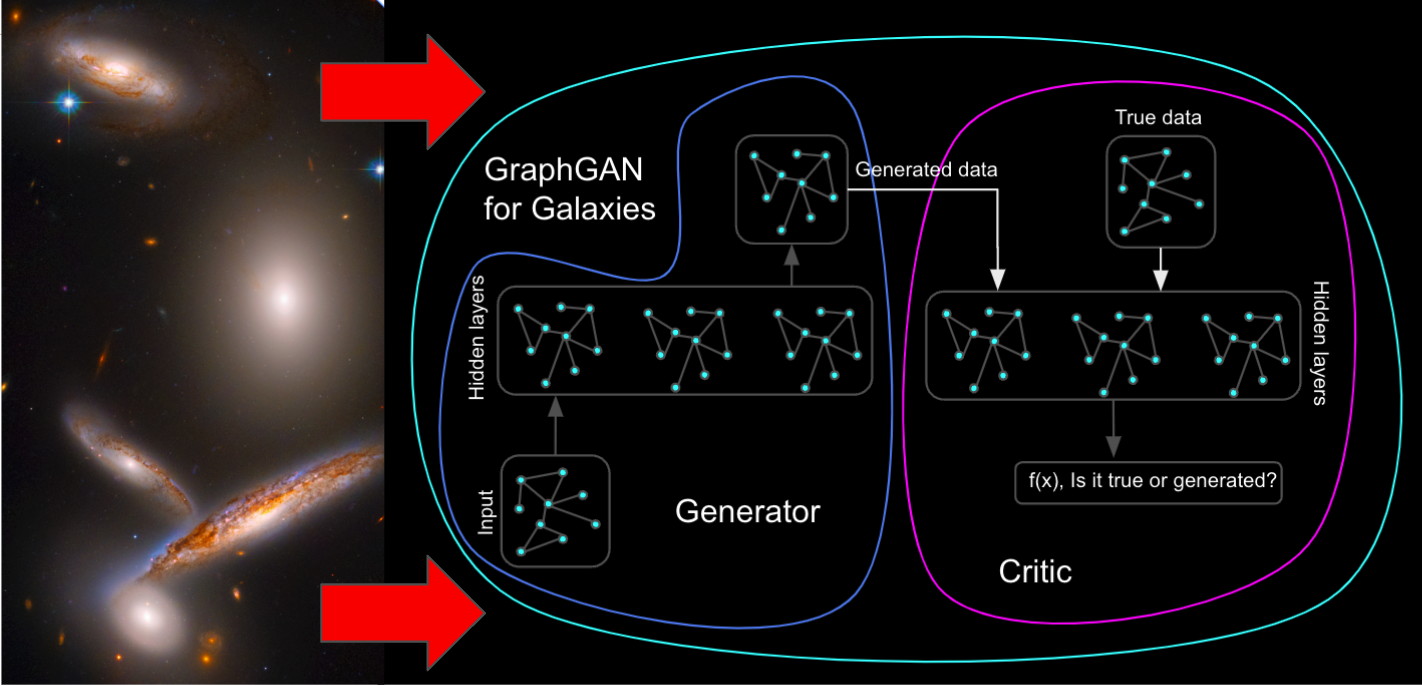 GraphGAN
for Galaxies
Generated data
True data
Hidden layers
Hidden layers
f(x), Is it true or generated?
Input
Generator
Critic